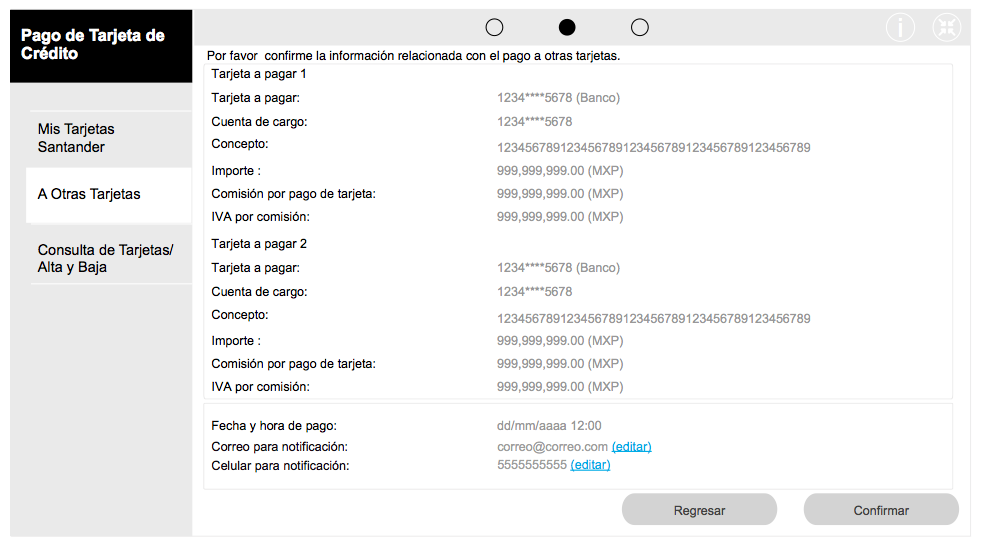 Pago de Tarjeta de
Crédito
Mis Tarjetas
Santander
A Otras Tarjetas
Consulta de Tarjetas/
Alta y Baja
i
Por favor confirme la información relacionada con el pago a otras tarjetas.
Tarjeta a pagar 1
Tarjeta a pagar: 1234****5678 (Banco)
Cuenta de cargo: 1234****5678
Concepto: 123456789123456789123456789123456789123456789
Importe : 999,999,999.00 (MXP)
Comisión por pago de tarjeta: 999,999,999.00 (MXP)
IVA por comisión: 999,999,999.00 (MXP)
Tarjeta a pagar 2
Tarjeta a pagar: 1234****5678 (Banco)
Cuenta de cargo: 1234****5678
Concepto: 123456789123456789123456789123456789123456789
Importe : 999,999,999.00 (MXP)
Comisión por pago de tarjeta: 999,999,999.00 (MXP)
IVA por comisión: 999,999,999.00 (MXP)
Fecha y hora de pago: dd/mm/aaaa 12:00
Correo para notificación: correo@correo.com (editar)
Celular para notificación: 5555555555 (editar)
Regresar Confirmar